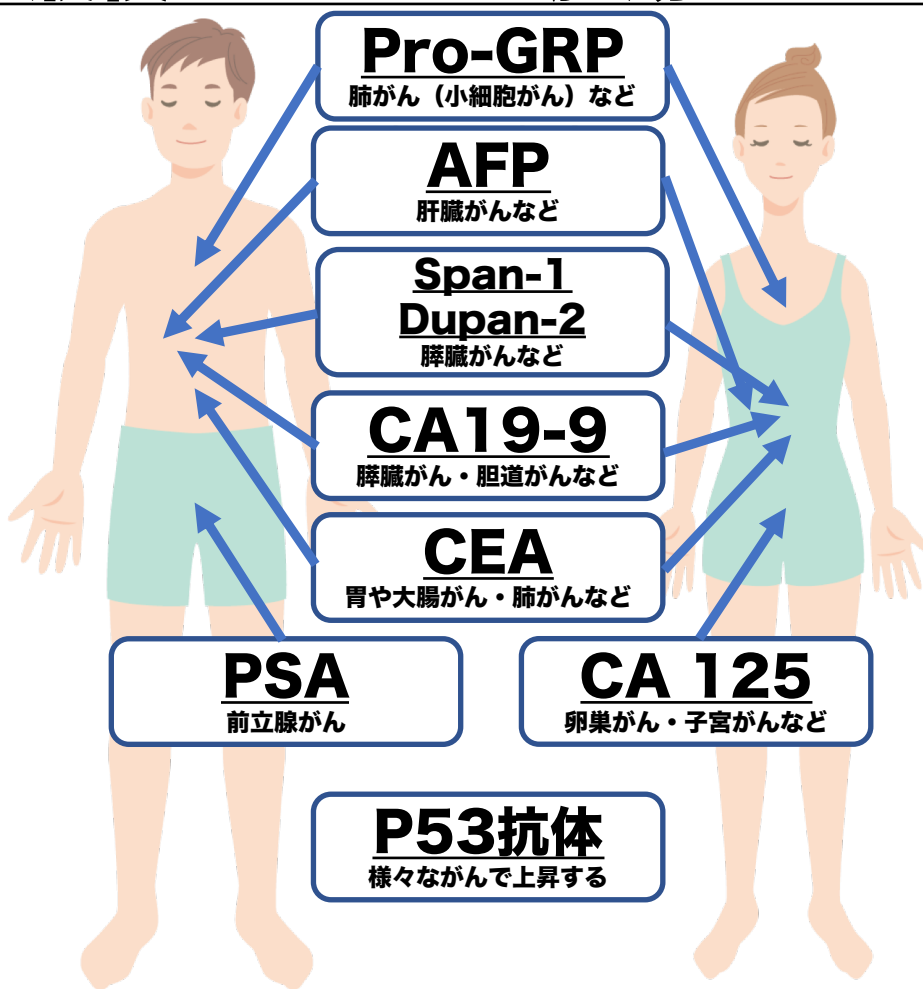 Pro-GRP
肺がん（小細胞がん）など
AFP
肝臓がんなど
Span-1
Dupan-2
膵臓がんなど
CA19-9
膵臓がん・胆道がんなど
CEA
胃や大腸がん・肺がんなど
PSA
前立腺がん
CA 125
卵巣がん・子宮がんなど
P53抗体
様々ながんで上昇する